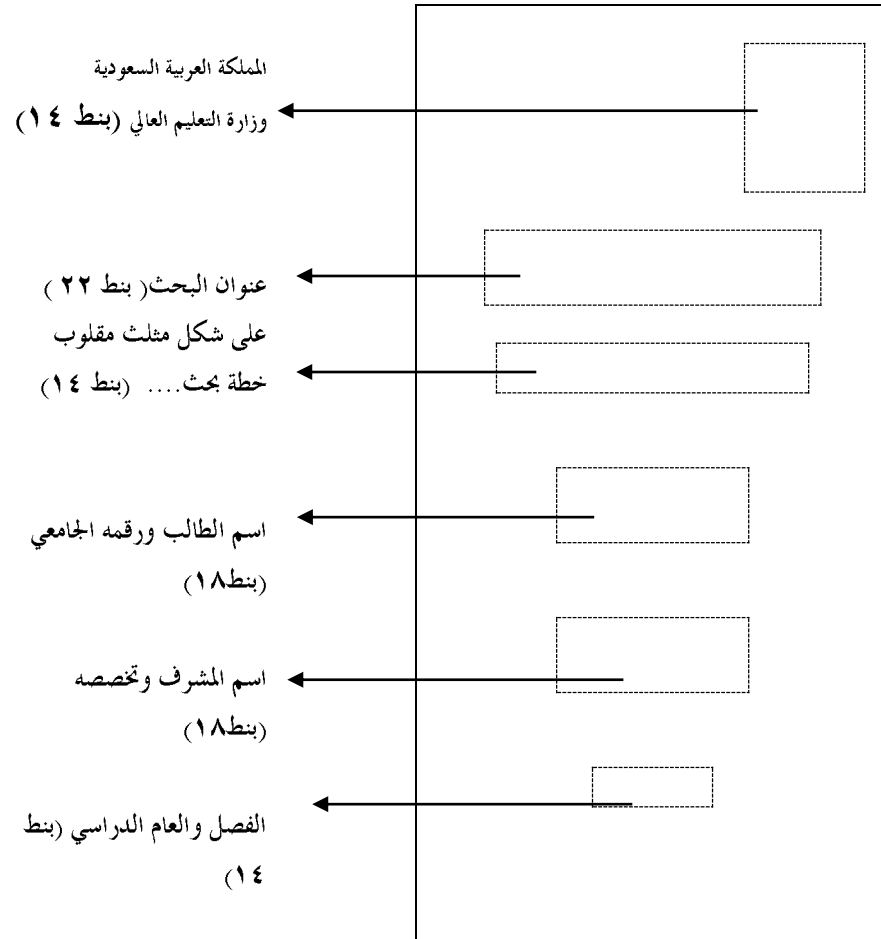 المملكة العربية السعودية
وزارة التعليم العالي (بنط ١٤)
عنوان البحث( بنط ٢٢ )
على شكل مثلث مقلوب
خطة بحث.... (بنط ١٤)
اسم الطالب ورقمه الجامعي
(بنط١٨)
اسم المشرف وتخصصه
(بنط١٨)
الفصل والعام الدراسي (بنط
١٤)